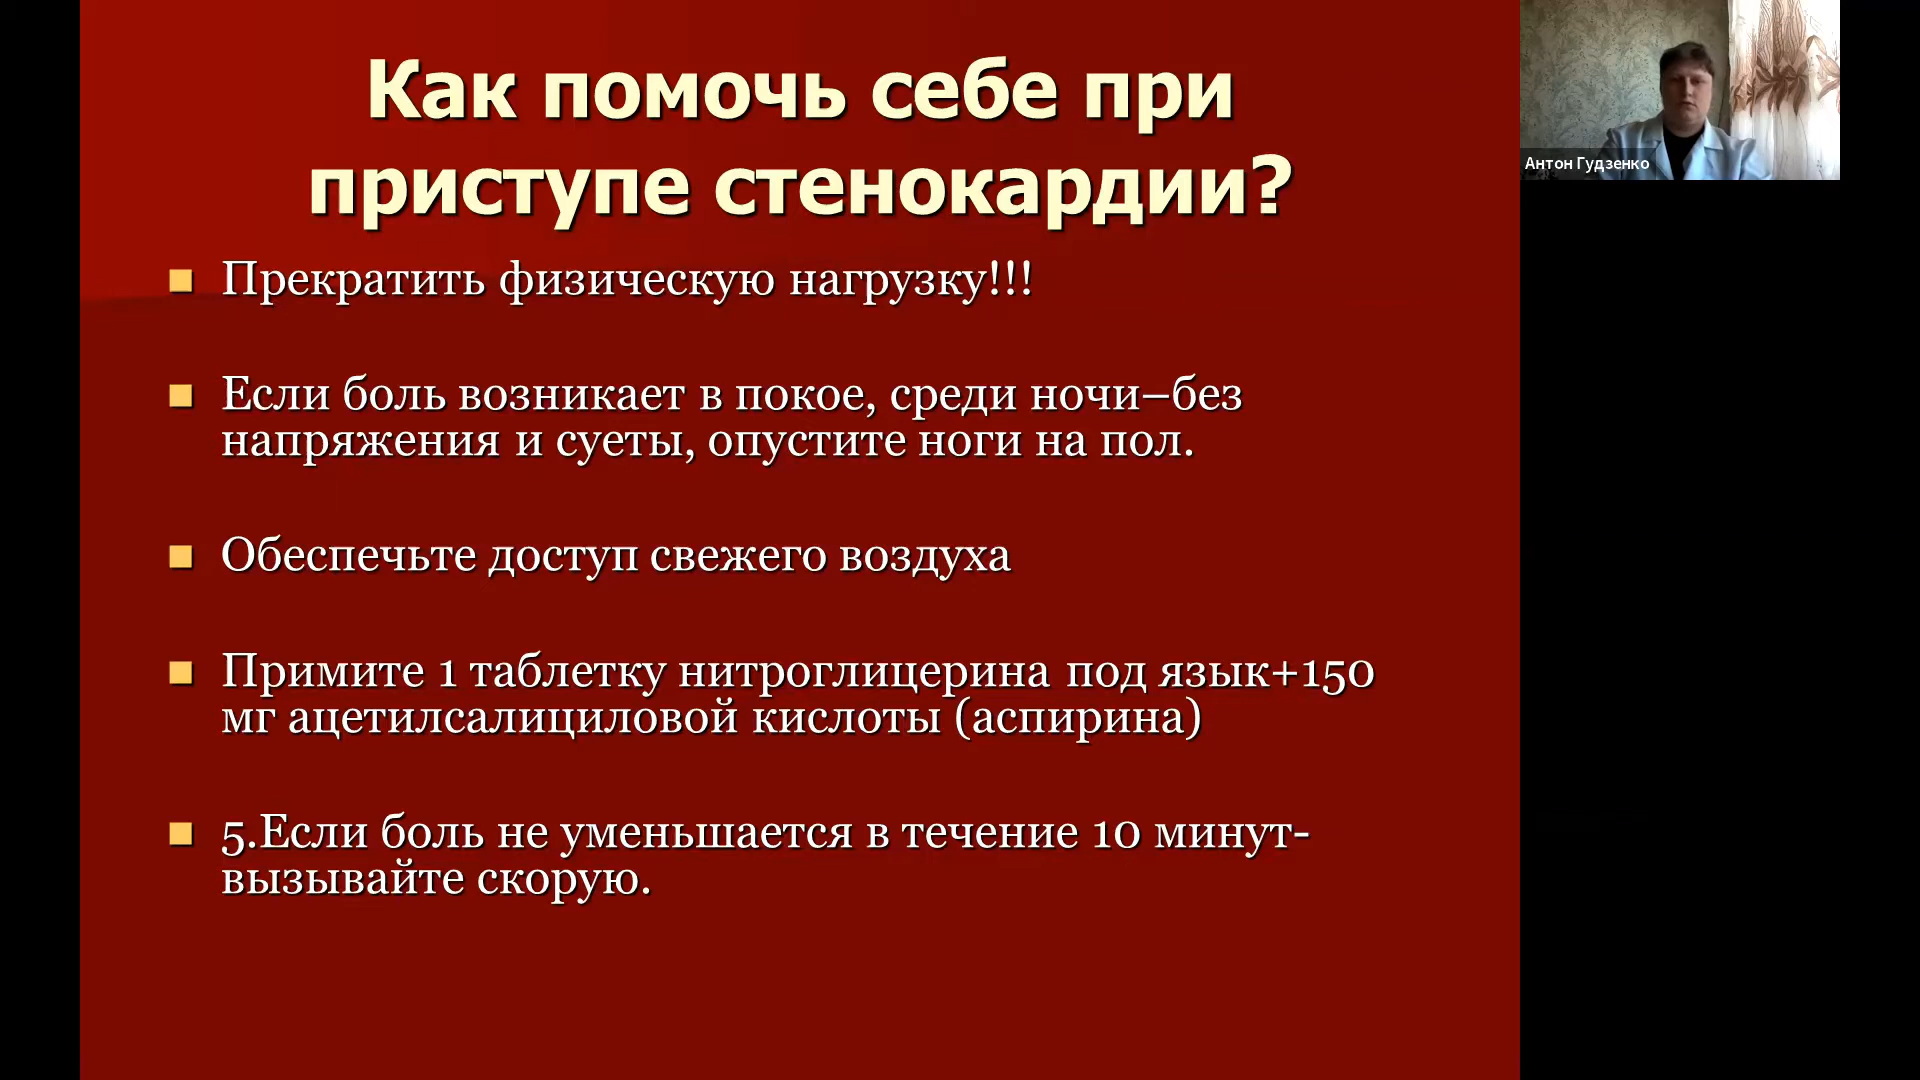 Как помочь себе при
приступе стенокардии?
Прекратить физическую нагрузку!!!
Если боль возникает в покое, среди ночи–без
напряжения и суеты, опустите ноги на пол.
Обеспечьте доступ свежего воздуха
Примите 1 таблетку нитроглицерина под язык+150
мг ацетилсалициловой кислоты (аспирина)
5.Если боль не уменьшается в течение 10 минут-
вызывайте скорую.
Антон Гудзенко